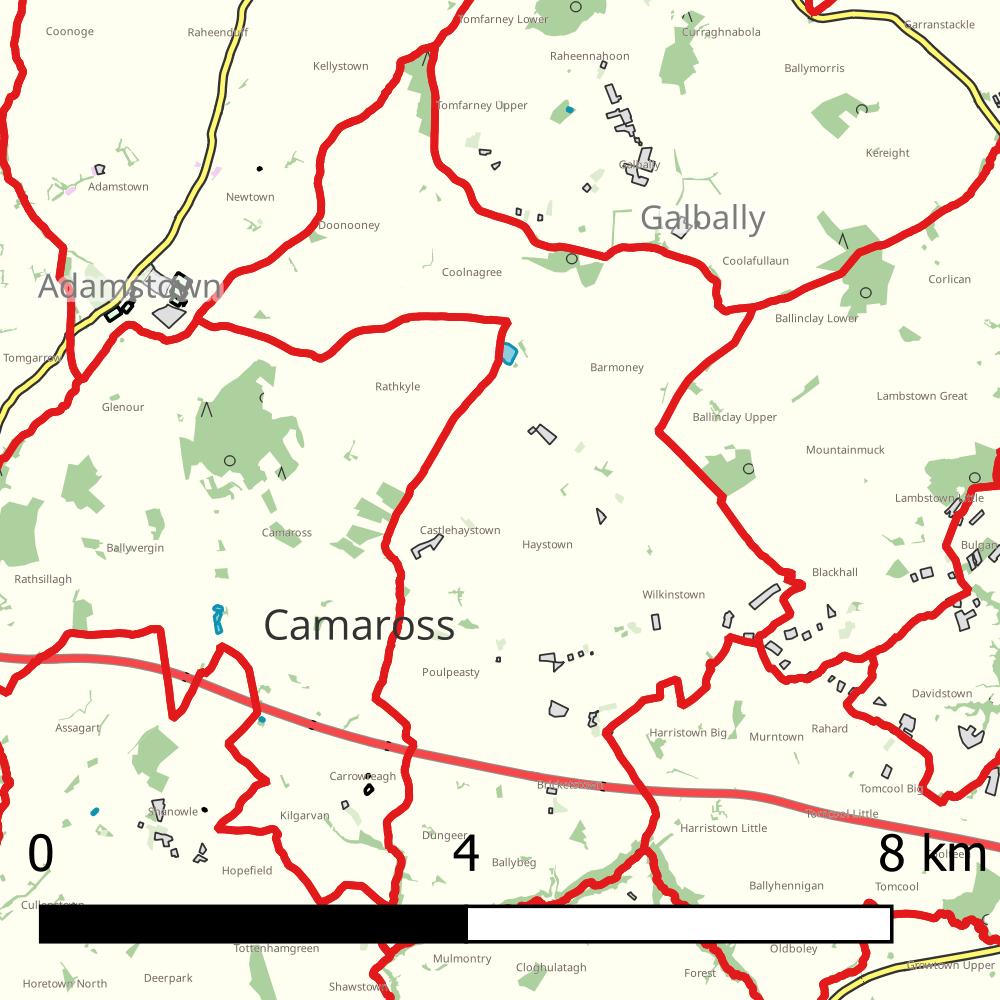 Tomfarney Lower
Coonoge
Raheenduff
Curraghnabola
Garranstackle
Raheennahoon
Kellystown
Ballymorris
Tomfarney Upper
Kereight
Galbally
Adamstown
Newtown
Doonooney
Galbally
Coolnagree
Coolafullaun
Corlican
Adamstown
Ballinclay Lower
Tomgarrow
Barmoney
Rathkyle
Lambstown Great
Glenour
Ballinclay Upper
Mountainmuck
Lambstown Little
Camaross
Castlehaystown
Haystown
Ballyvergin
Bulgan
Rathsillagh
Blackhall
Wilkinstown
Camaross
Poulpeasty
Davidstown
Assagart
Harristown Big
Murntown
Rahard
Carrowreagh
Bricketstown
Tomcool Big
Shanowle
Kilgarvan
Tomcool Little
Harristown Little
Dungeer
0 4 8 km
Ballybeg
Hopefield
Ballyhennigan
Tomcool
Cullenstown
Tottenhamgreen
Oldboley
Mulmontry
Cloghulatagh
Growtown Upper
Forest
Deerpark
Horetown North
Shawstown